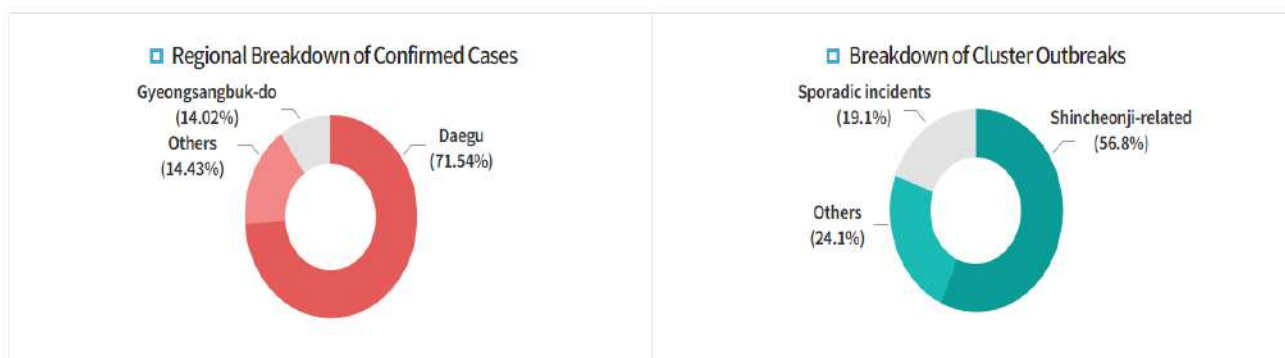 Regional Breakdown of Confirmed Cases
Gyeongsangbuk-do
(14.02%)
Others
(14.43%)
Daegu
(71.54%)
Breakdown of Cluster Outbreaks
Sporadic incidents
(19.1%)
Shincheonji-related
(56.8%)
Others
(24.1%)